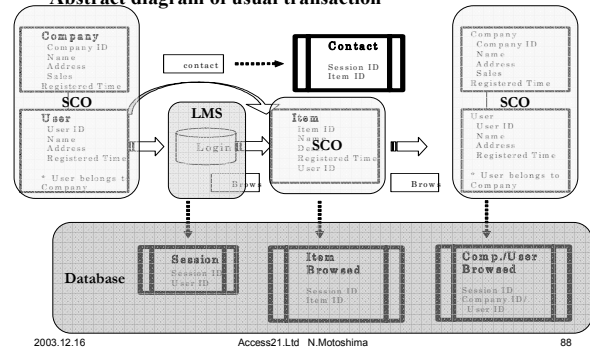 Abstract diagram of usual transaction
Company
Company ID
Name
Address
Sales
Registered Time
SCO
User
User ID
Name
Address
Registered Time
* User belongs to
Company
contact
Contact
Session ID
Item ID
LMS
Login
Brows
Item
Item ID
Name
SCO
Registered Time
User ID
Brows
Company
Company ID
Name
Address
Sales
Registered Time
SCO
User
User ID
Name
Address
Registered Time
* User belongs to
Company
Database
Session
Session ID
User ID
Item
Browsed
Session ID
Item ID
Comp./User
Browsed
Session ID
Company ID/
User ID
2003.12.16
Access21.Ltd N.Motoshima
88